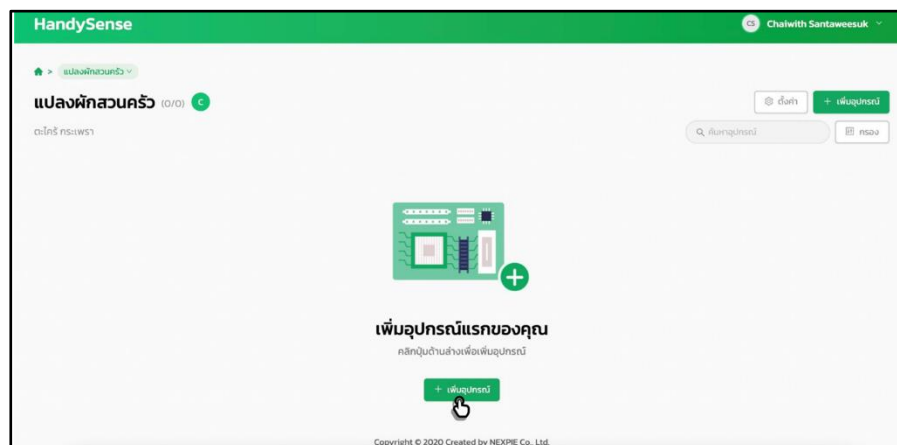 HandySense
CS Chaiwith Santaweesuk
> แปลงผักสวนครัว
แปลงผักสวนครัว (0/0) C
ตั้งค่า + เพิ่มอุปกรณ์
ตะไคร้ กระเพรา
ค้นหาอุปกรณ์ กรอง
เพิ่มอุปกรณ์แรกของคุณ
คลิกปุ่มด้านล่างเพื่อเพิ่มอุปกรณ์
+ เพิ่มอุปกรณ์
Copyright © 2020 Created by NEXPIE Co., Ltd.